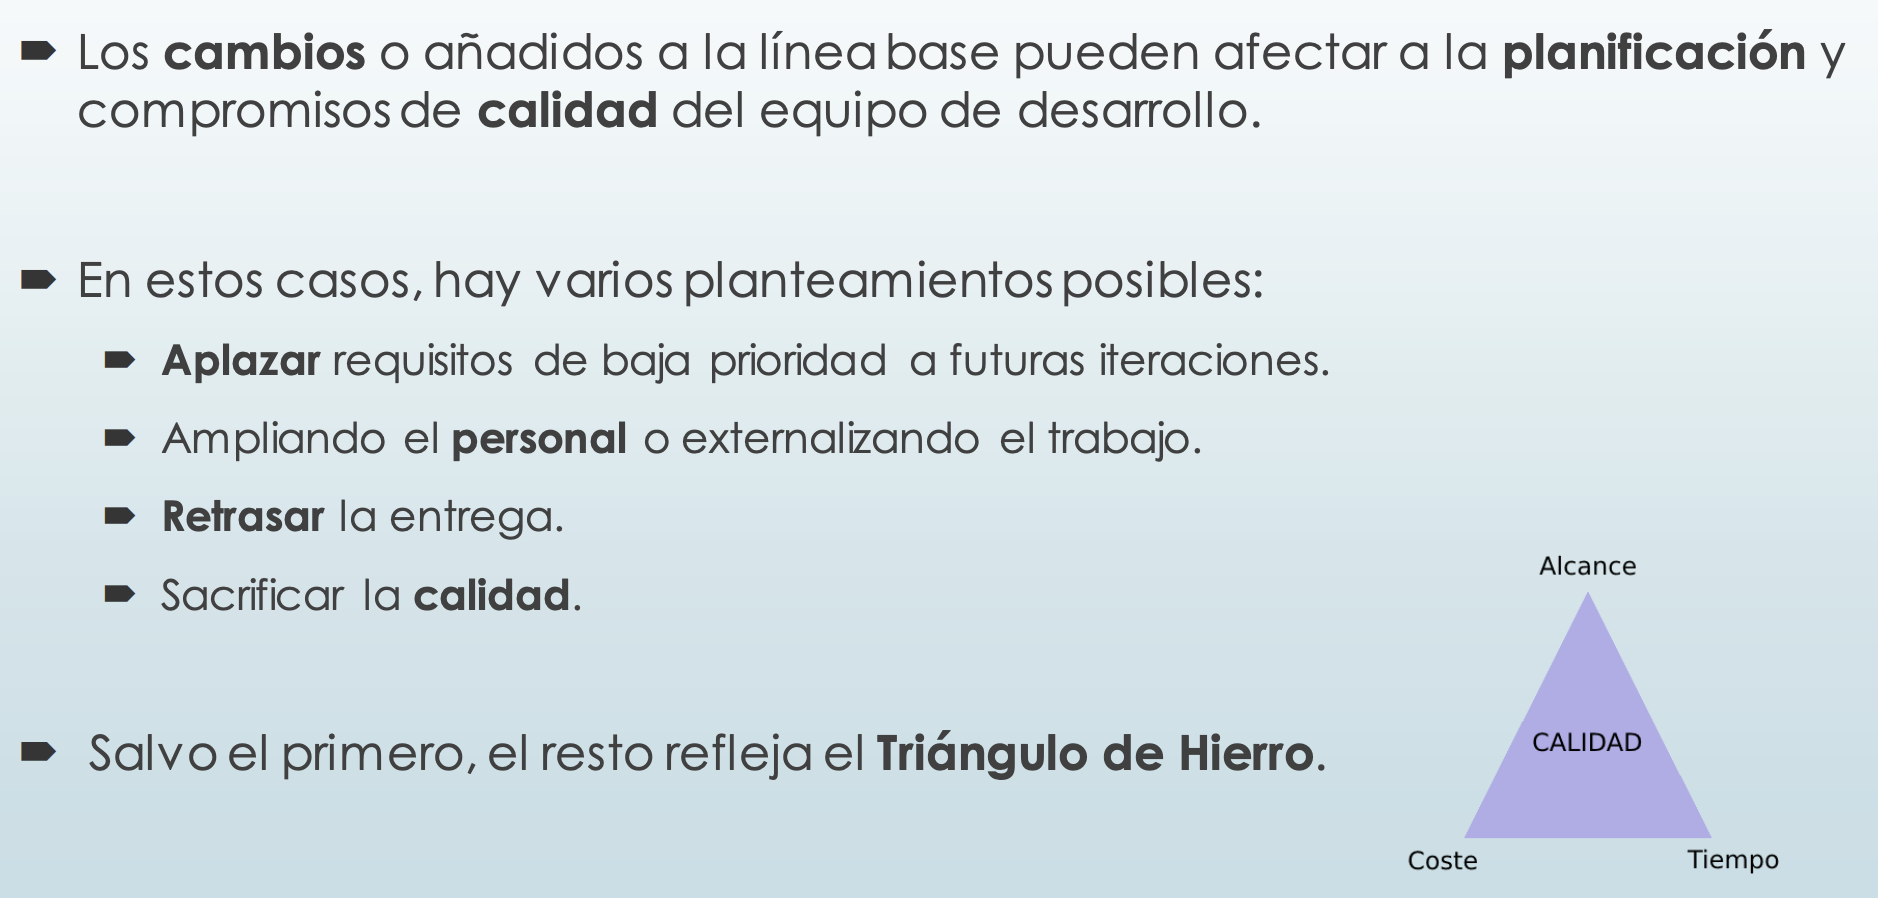 Los cambios o añadidos a la línea base pueden afectar a la planificación y
compromisos de calidad del equipo de desarrollo.
En estos casos, hay varios planteamientos posibles:
Aplazar requisitos de baja prioridad a futuras iteraciones.
Ampliando el personal o externalizando el trabajo.
Retrasar la entrega.
Sacrificar la calidad.
Salvo el primero, el resto refleja el Triángulo de Hierro.
Alcance
CALIDAD
Coste
Tiempo